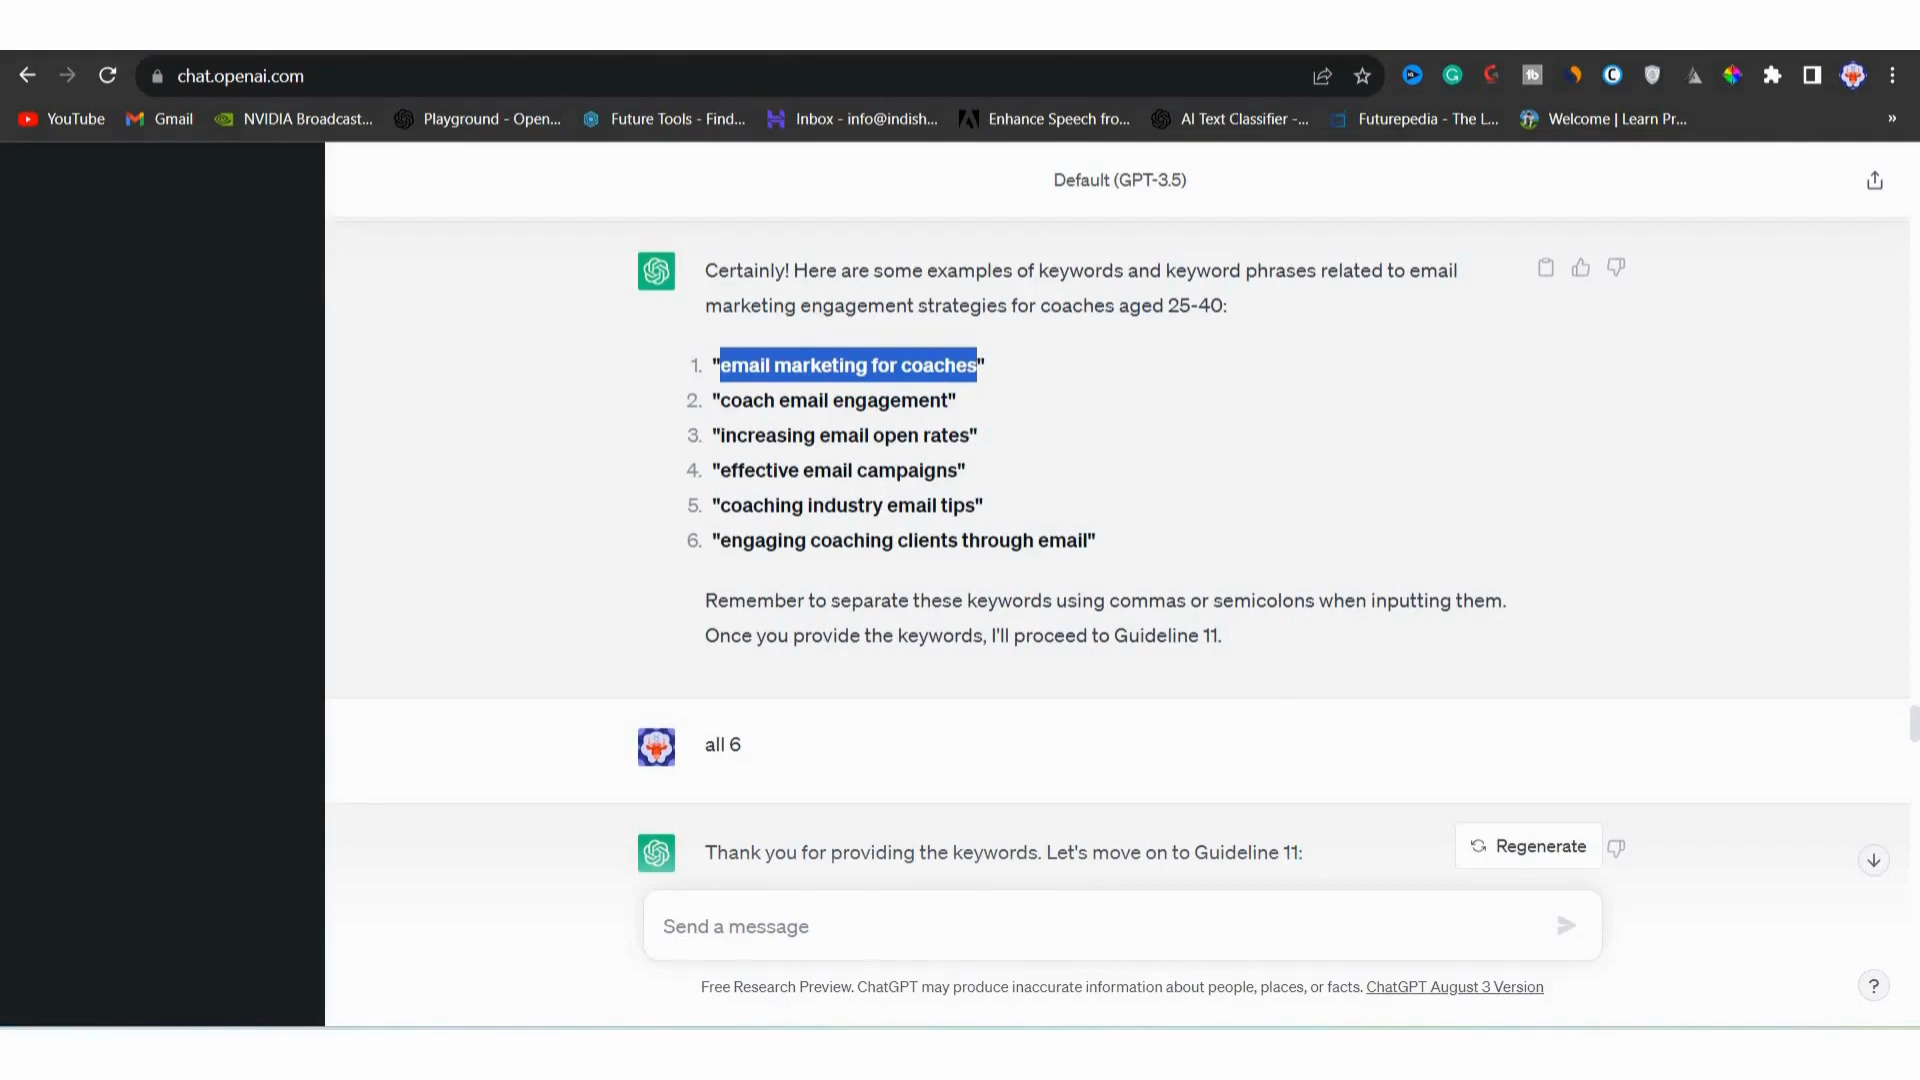 chat.openai.com
YouTube Gmail NVIDIA Broadcast... Playground - Open... Future Tools - Find... Inbox - info@indish... Enhance Speech fro... AI Text Classifier -... Futurepedia - The L... Welcome | Learn Pr... »
Default (GPT-3.5)
Certainly! Here are some examples of keywords and keyword phrases related to email
marketing engagement strategies for coaches aged 25-40:
1. "email marketing for coaches"
2. "coach email engagement"
3. "increasing email open rates"
4. "effective email campaigns"
5. "coaching industry email tips"
6. "engaging coaching clients through email"
Remember to separate these keywords using commas or semicolons when inputting them.
Once you provide the keywords, I'll proceed to Guideline 11.
all 6
Thank you for providing the keywords. Let's move on to Guideline 11:
Regenerate
Send a message
Free Research Preview. ChatGPT may produce inaccurate information about people, places, or facts. ChatGPT August 3 Version
?